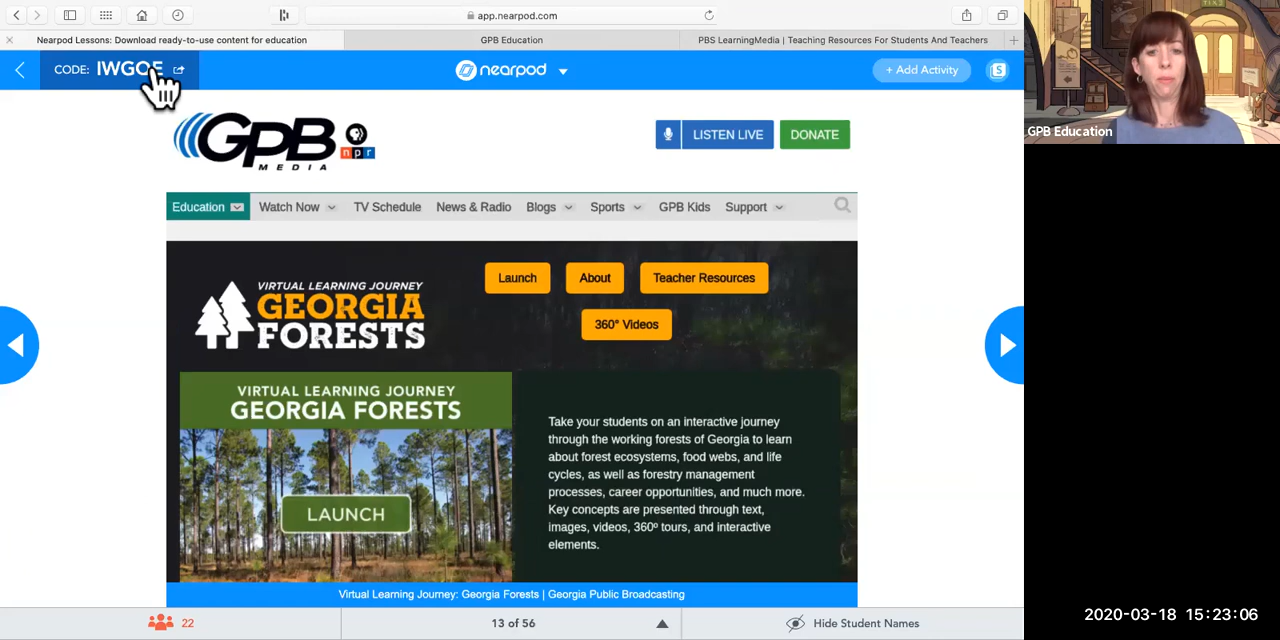 app.nearpod.com
Nearpod Lessons: Download ready-to-use content for education
GPB Education
PBS LearningMedia | Teaching Resources For Students And Teachers
CODE:
nearpod
+ Add Activity
S
GPB
MEDIA
npr
LISTEN LIVE
DONATE
Education
Watch Now
TV Schedule
News & Radio
Blogs
Sports
GPB Kids
Support
VIRTUAL LEARNING JOURNEY
GEORGIA
FORESTS
Launch
About
Teacher Resources
360° Videos
VIRTUAL LEARNING JOURNEY
GEORGIA FORESTS
LAUNCH
Take your students on an interactive journey
through the working forests of Georgia to learn
about forest ecosystems, food webs, and life
cycles, as well as forestry management
processes, career opportunities, and much more.
Key concepts are presented through text,
images, videos, 360º tours, and interactive
elements.
Virtual Learning Journey: Georgia Forests | Georgia Public Broadcasting
22
13 of 56
Hide Student Names
GPB Education
2020-03-18 15:23:06